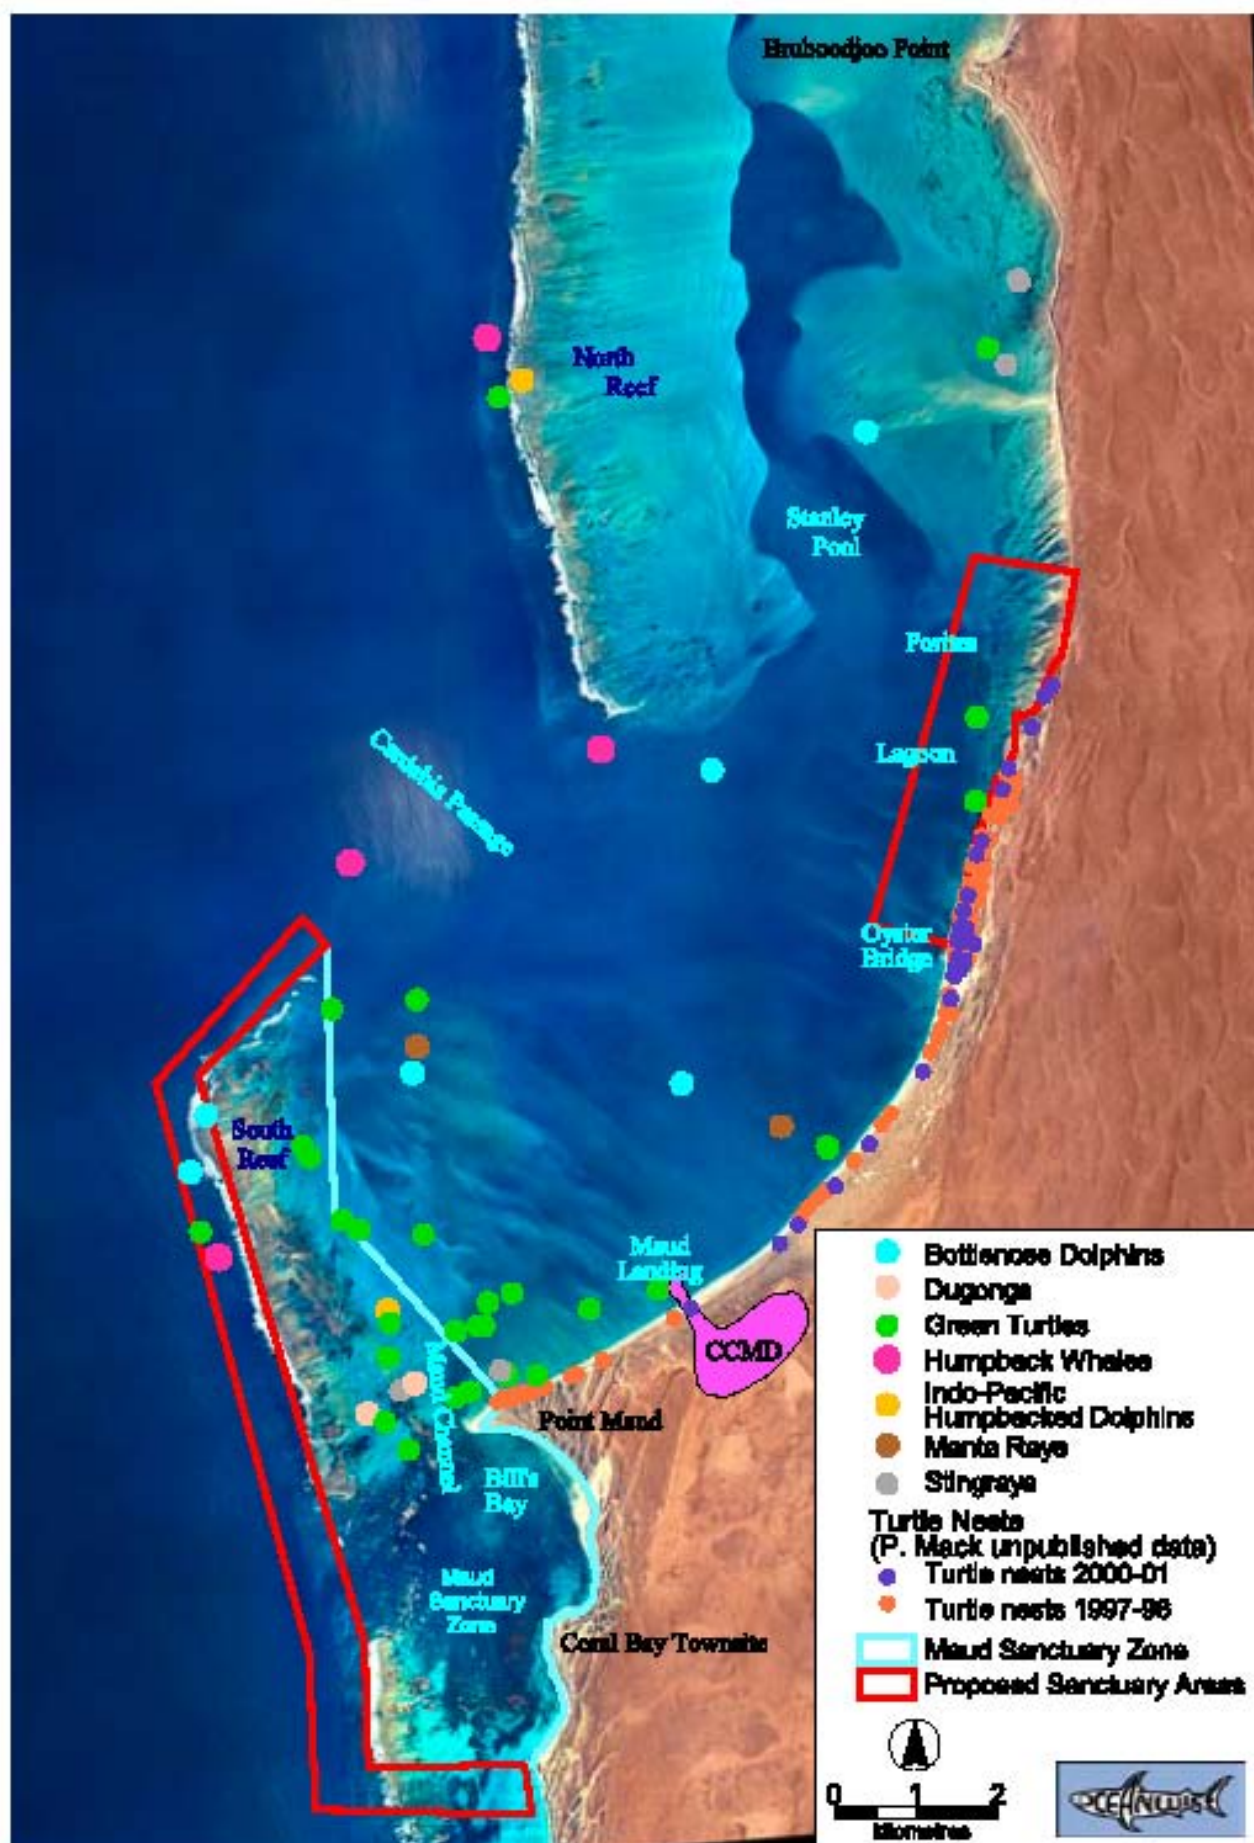 Bruboodjoo Point
North
Reef
Stanley
Pool
Porites
Lagoon
Cardabia Passage
Oyster
Bridge
South
Reef
Maud
Landing
CCMD
Maud Channel
Point Maud
Bill's
Bay
Maud
Sanctuary
Zone
Coral Bay Townsite
Bottlenose Dolphins
Dugongs
Green Turtles
Humpback Whales
Indo-Pacific
Humpbacked Dolphins
Manta Rays
Stingrays
Turtle Nests
(P. Mack unpublished data)
Turtle nests 2000-01
Turtle nests 1997-98
Maud Sanctuary Zone
Proposed Sanctuary Areas
0 1 2
kilometres
OCEANWISE